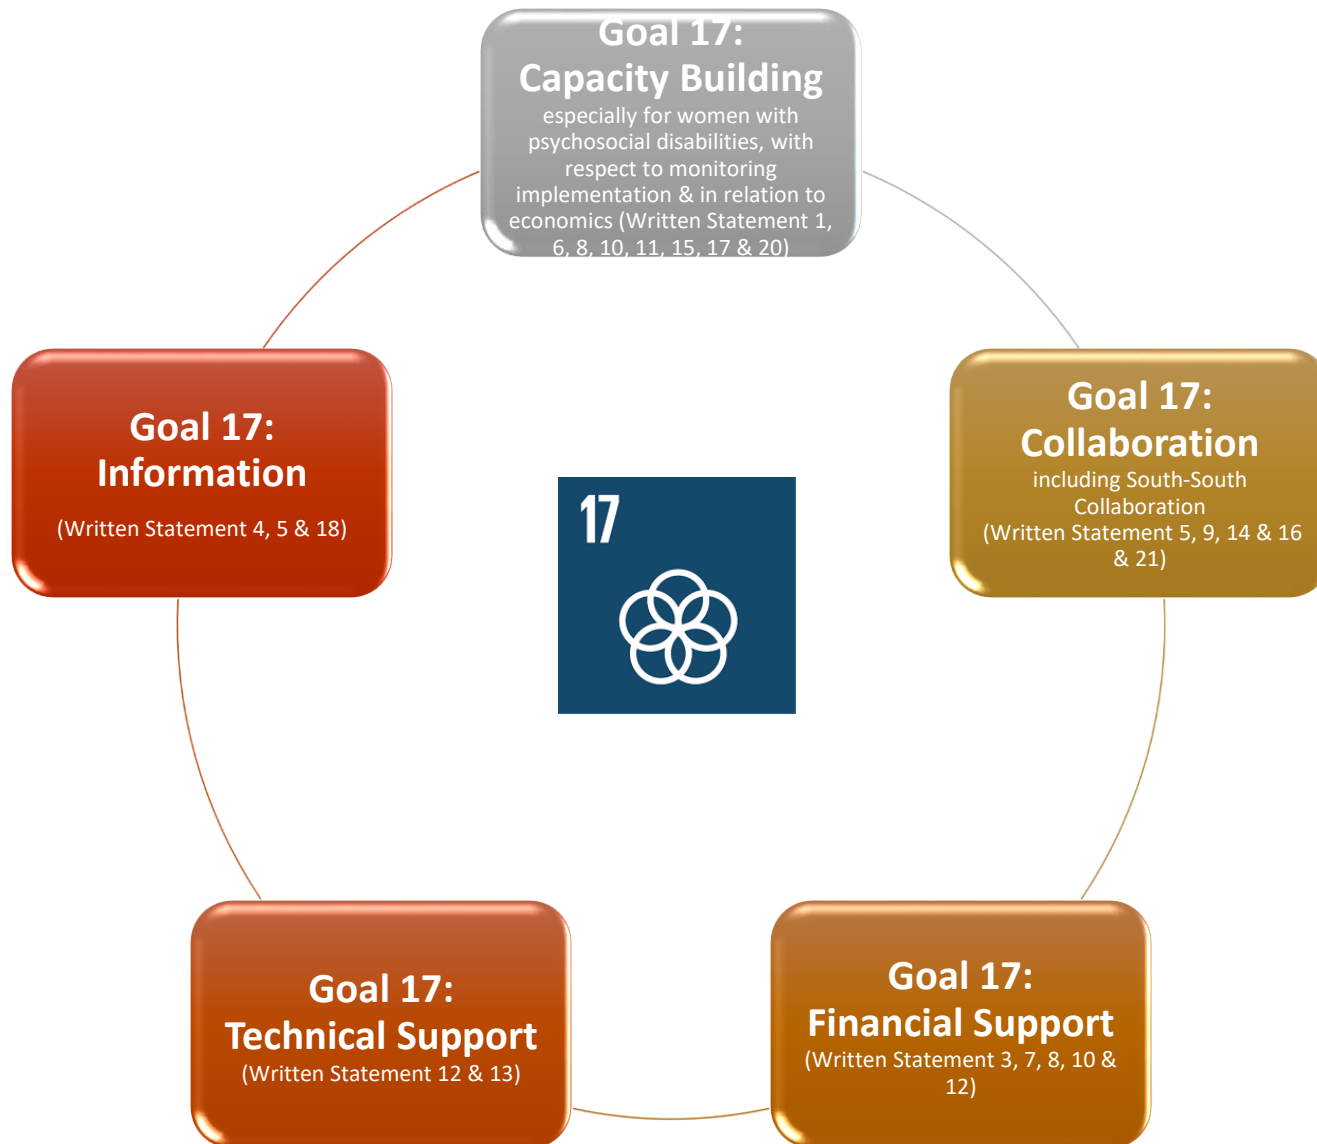 Goal 17:
Capacity Building
especially for women with
psychosocial disabilities, with
respect to monitoring
implementation & in relation to
economics (Written Statement 1,
6, 8, 10, 11, 15, 17 & 20)
Goal 17:
Information
(Written Statement 4, 5 & 18)
Goal 17:
Collaboration
including South-South
Collaboration
(Written Statement 5, 9, 14 & 16
& 21)
17
Goal 17:
Technical Support
(Written Statement 12 & 13)
Goal 17:
Financial Support
(Written Statement 3, 7, 8, 10 &
12)